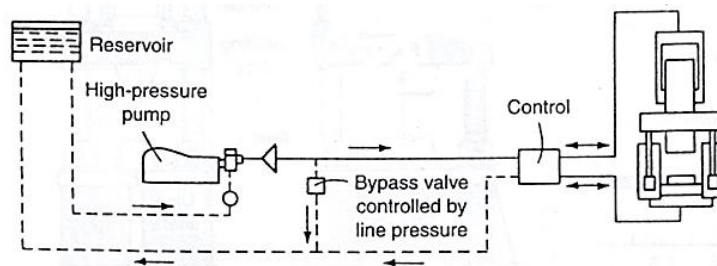 Reservoir
High-pressure
pump
Control
Bypass valve
controlled by
line pressure